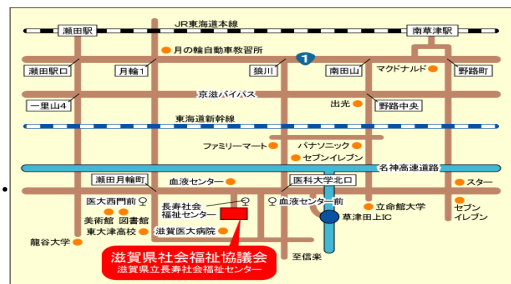 瀬田駅
JR東海道本線
南草津駅
月の輪自動車教習所
瀬田駅口
月輪1
狼川
1
南田山
マクドナルド
野路町
一里山4
京滋バイパス
出光
野路中央
東海道新幹線
ファミリーマート
パナソニック
セブンイレブン
名神高速道路
瀬田月輪町
血液センター
医科大学北口
スター
医大西門前
長寿社会
福祉センター
血液センター前
立命館大学
セブン
イレブン
美術館
図書館
草津田上IC
東大津高校
滋賀医大病院
龍谷大学
滋賀県社会福祉協議会
滋賀県立長寿社会福祉センター
至信楽